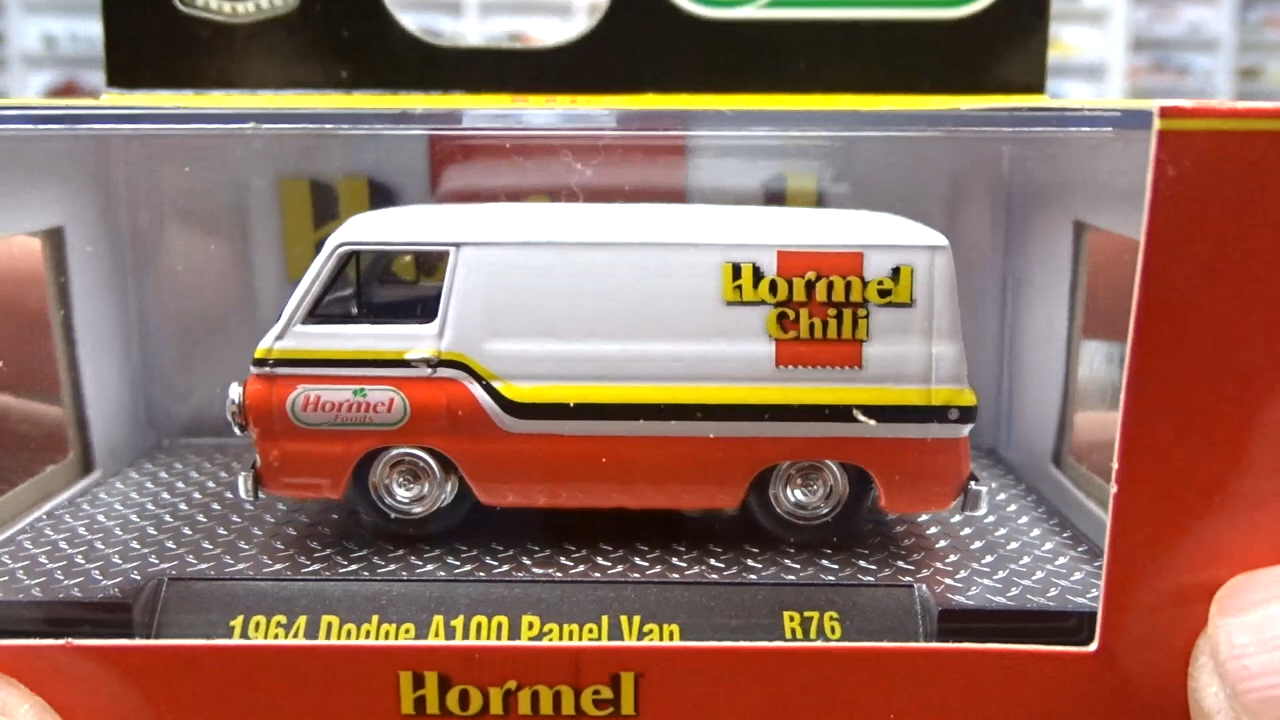 Hormel
Chili
Hormel
Foods
1964 Dodge A100 Panel Van R76
Hormel